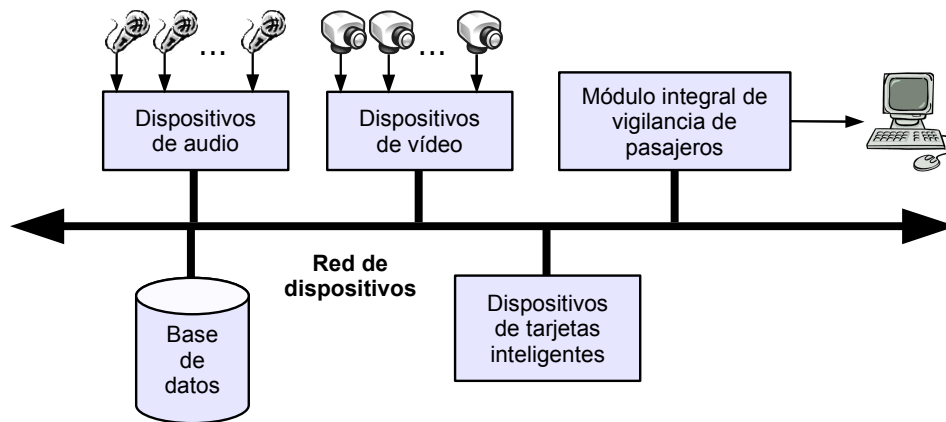 ... ...
Dispositivos
de audio
Dispositivos
de vídeo
Módulo integral de
vigilancia de
pasajeros
Red de
dispositivos
Base
de
datos
Dispositivos
de tarjetas
inteligentes